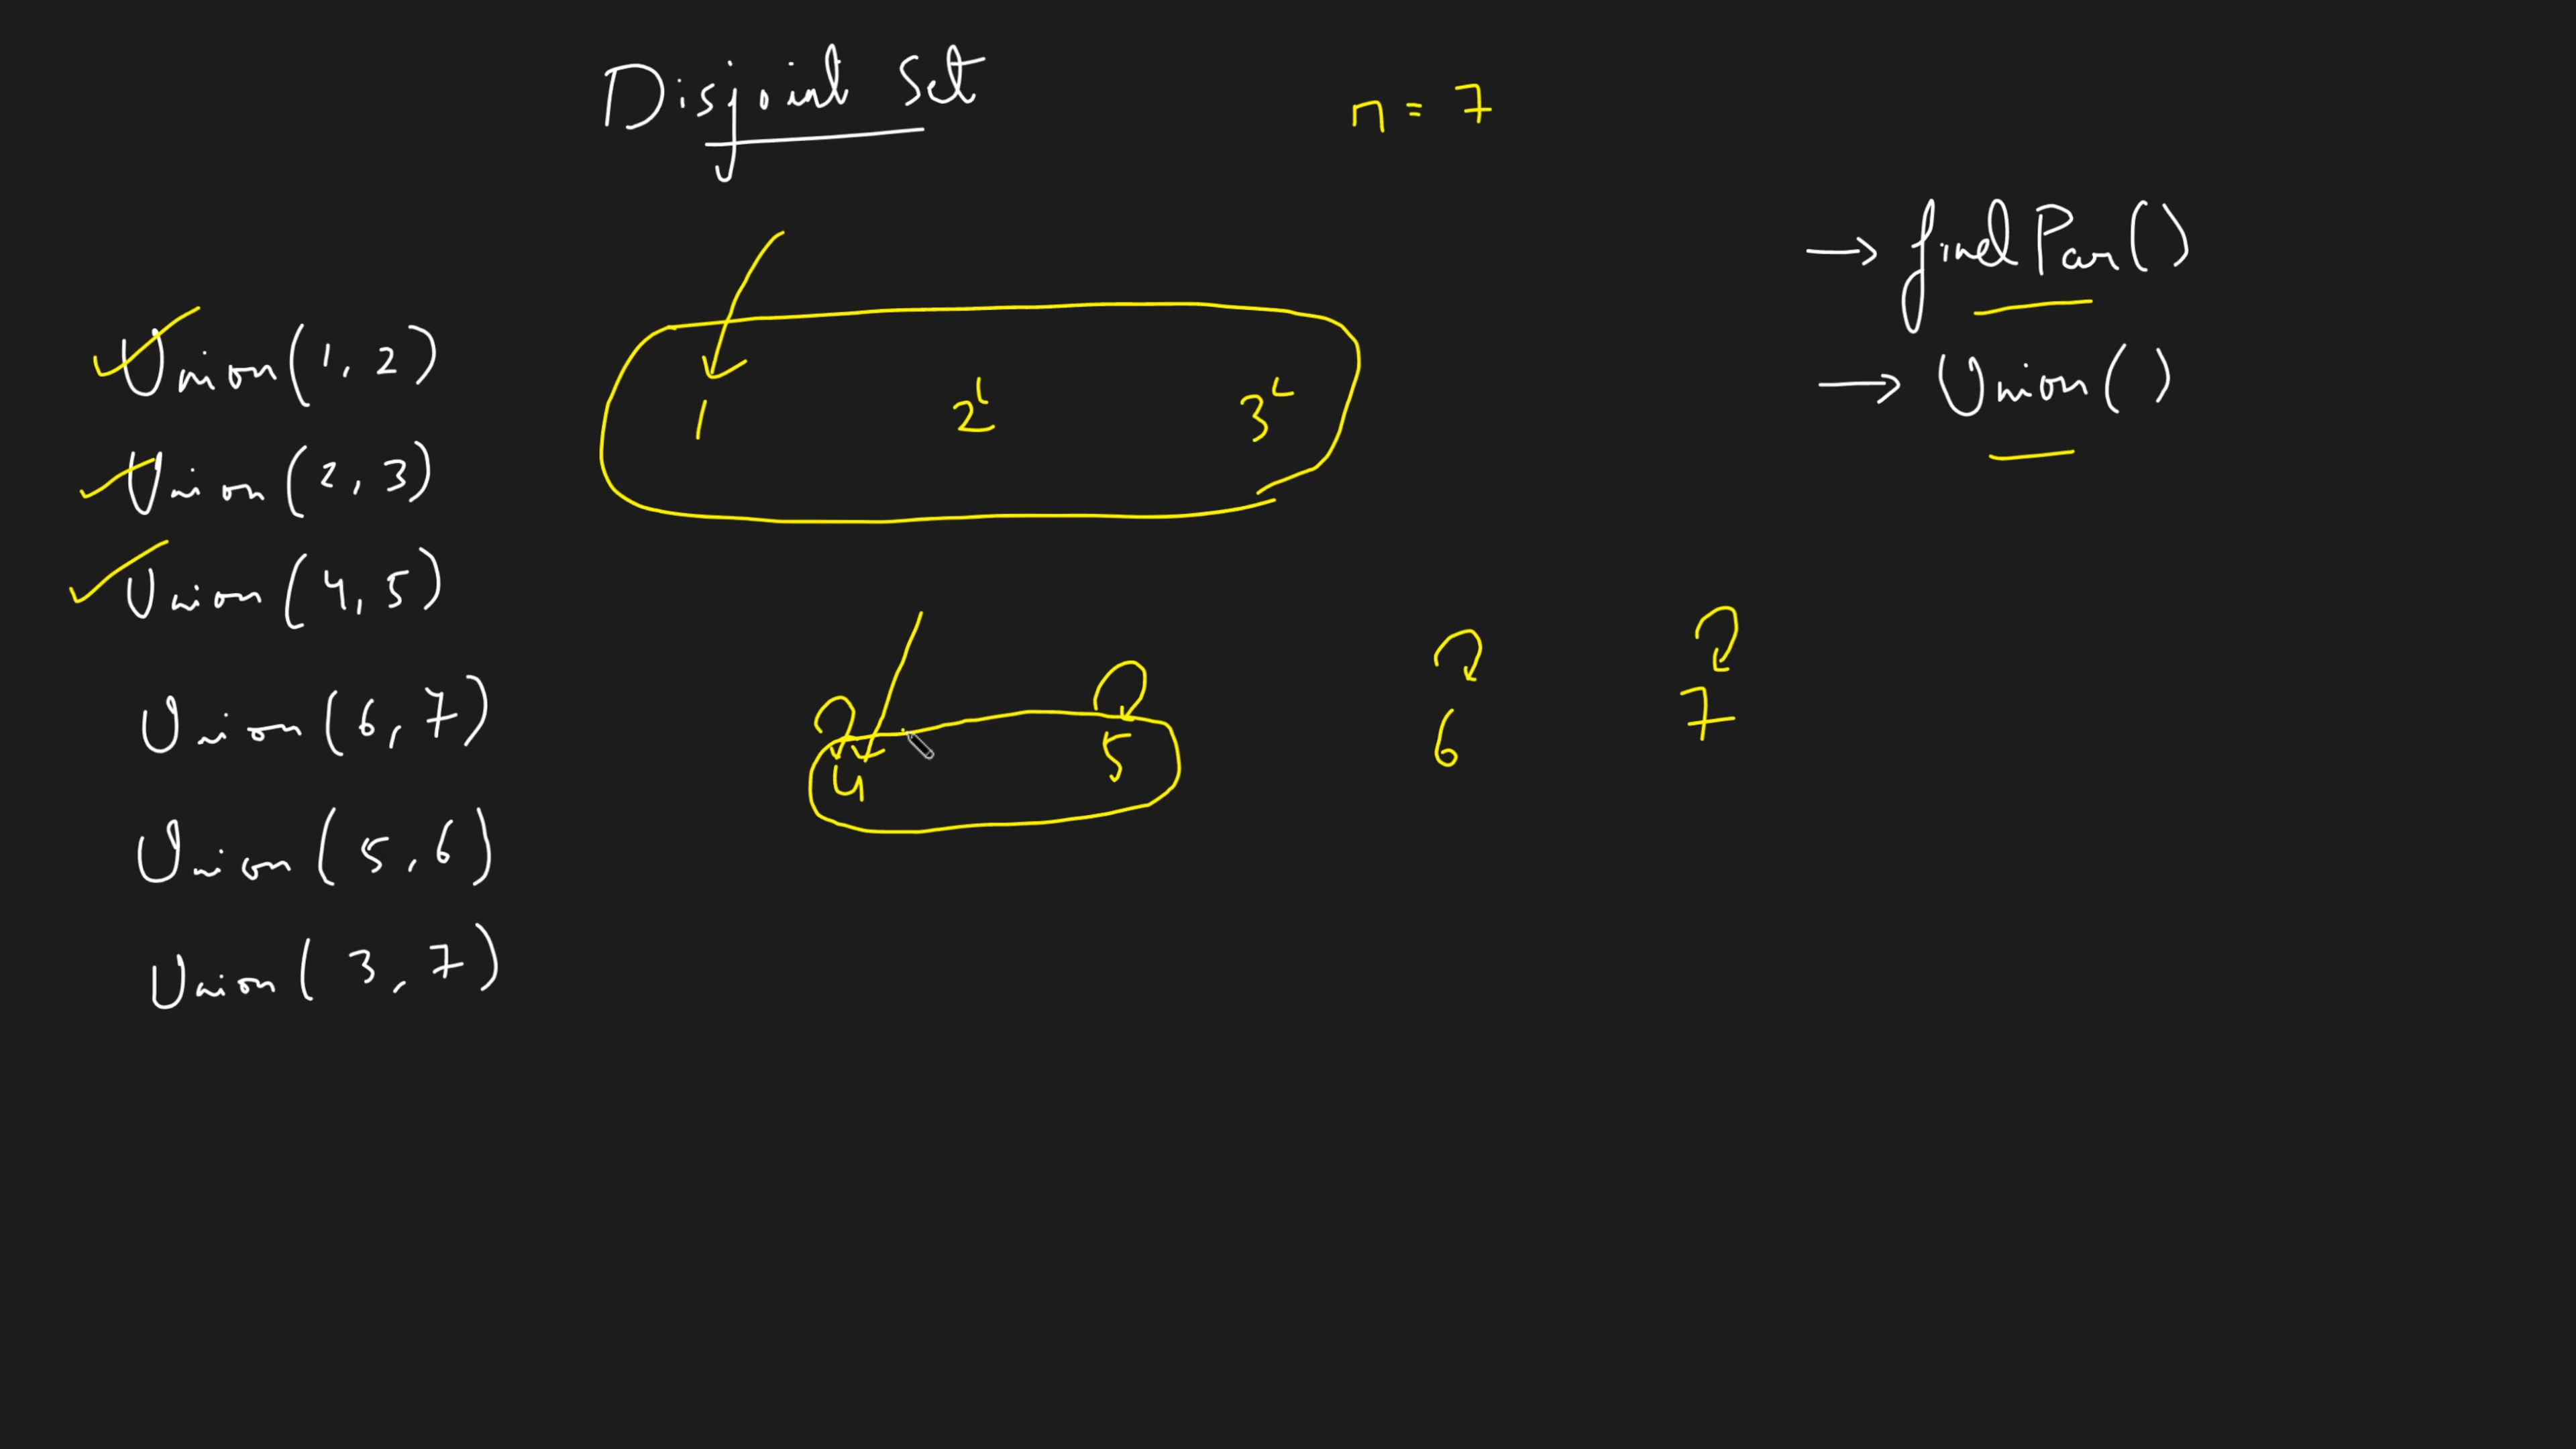 Disjoint Set
n = 7
→ findPar()
→ Union()
Union(1, 2)
Union(2, 3)
Union(4, 5)
Union(6, 7)
Union(5, 6)
Union(3, 7)
1 2 3
4 5 6 7